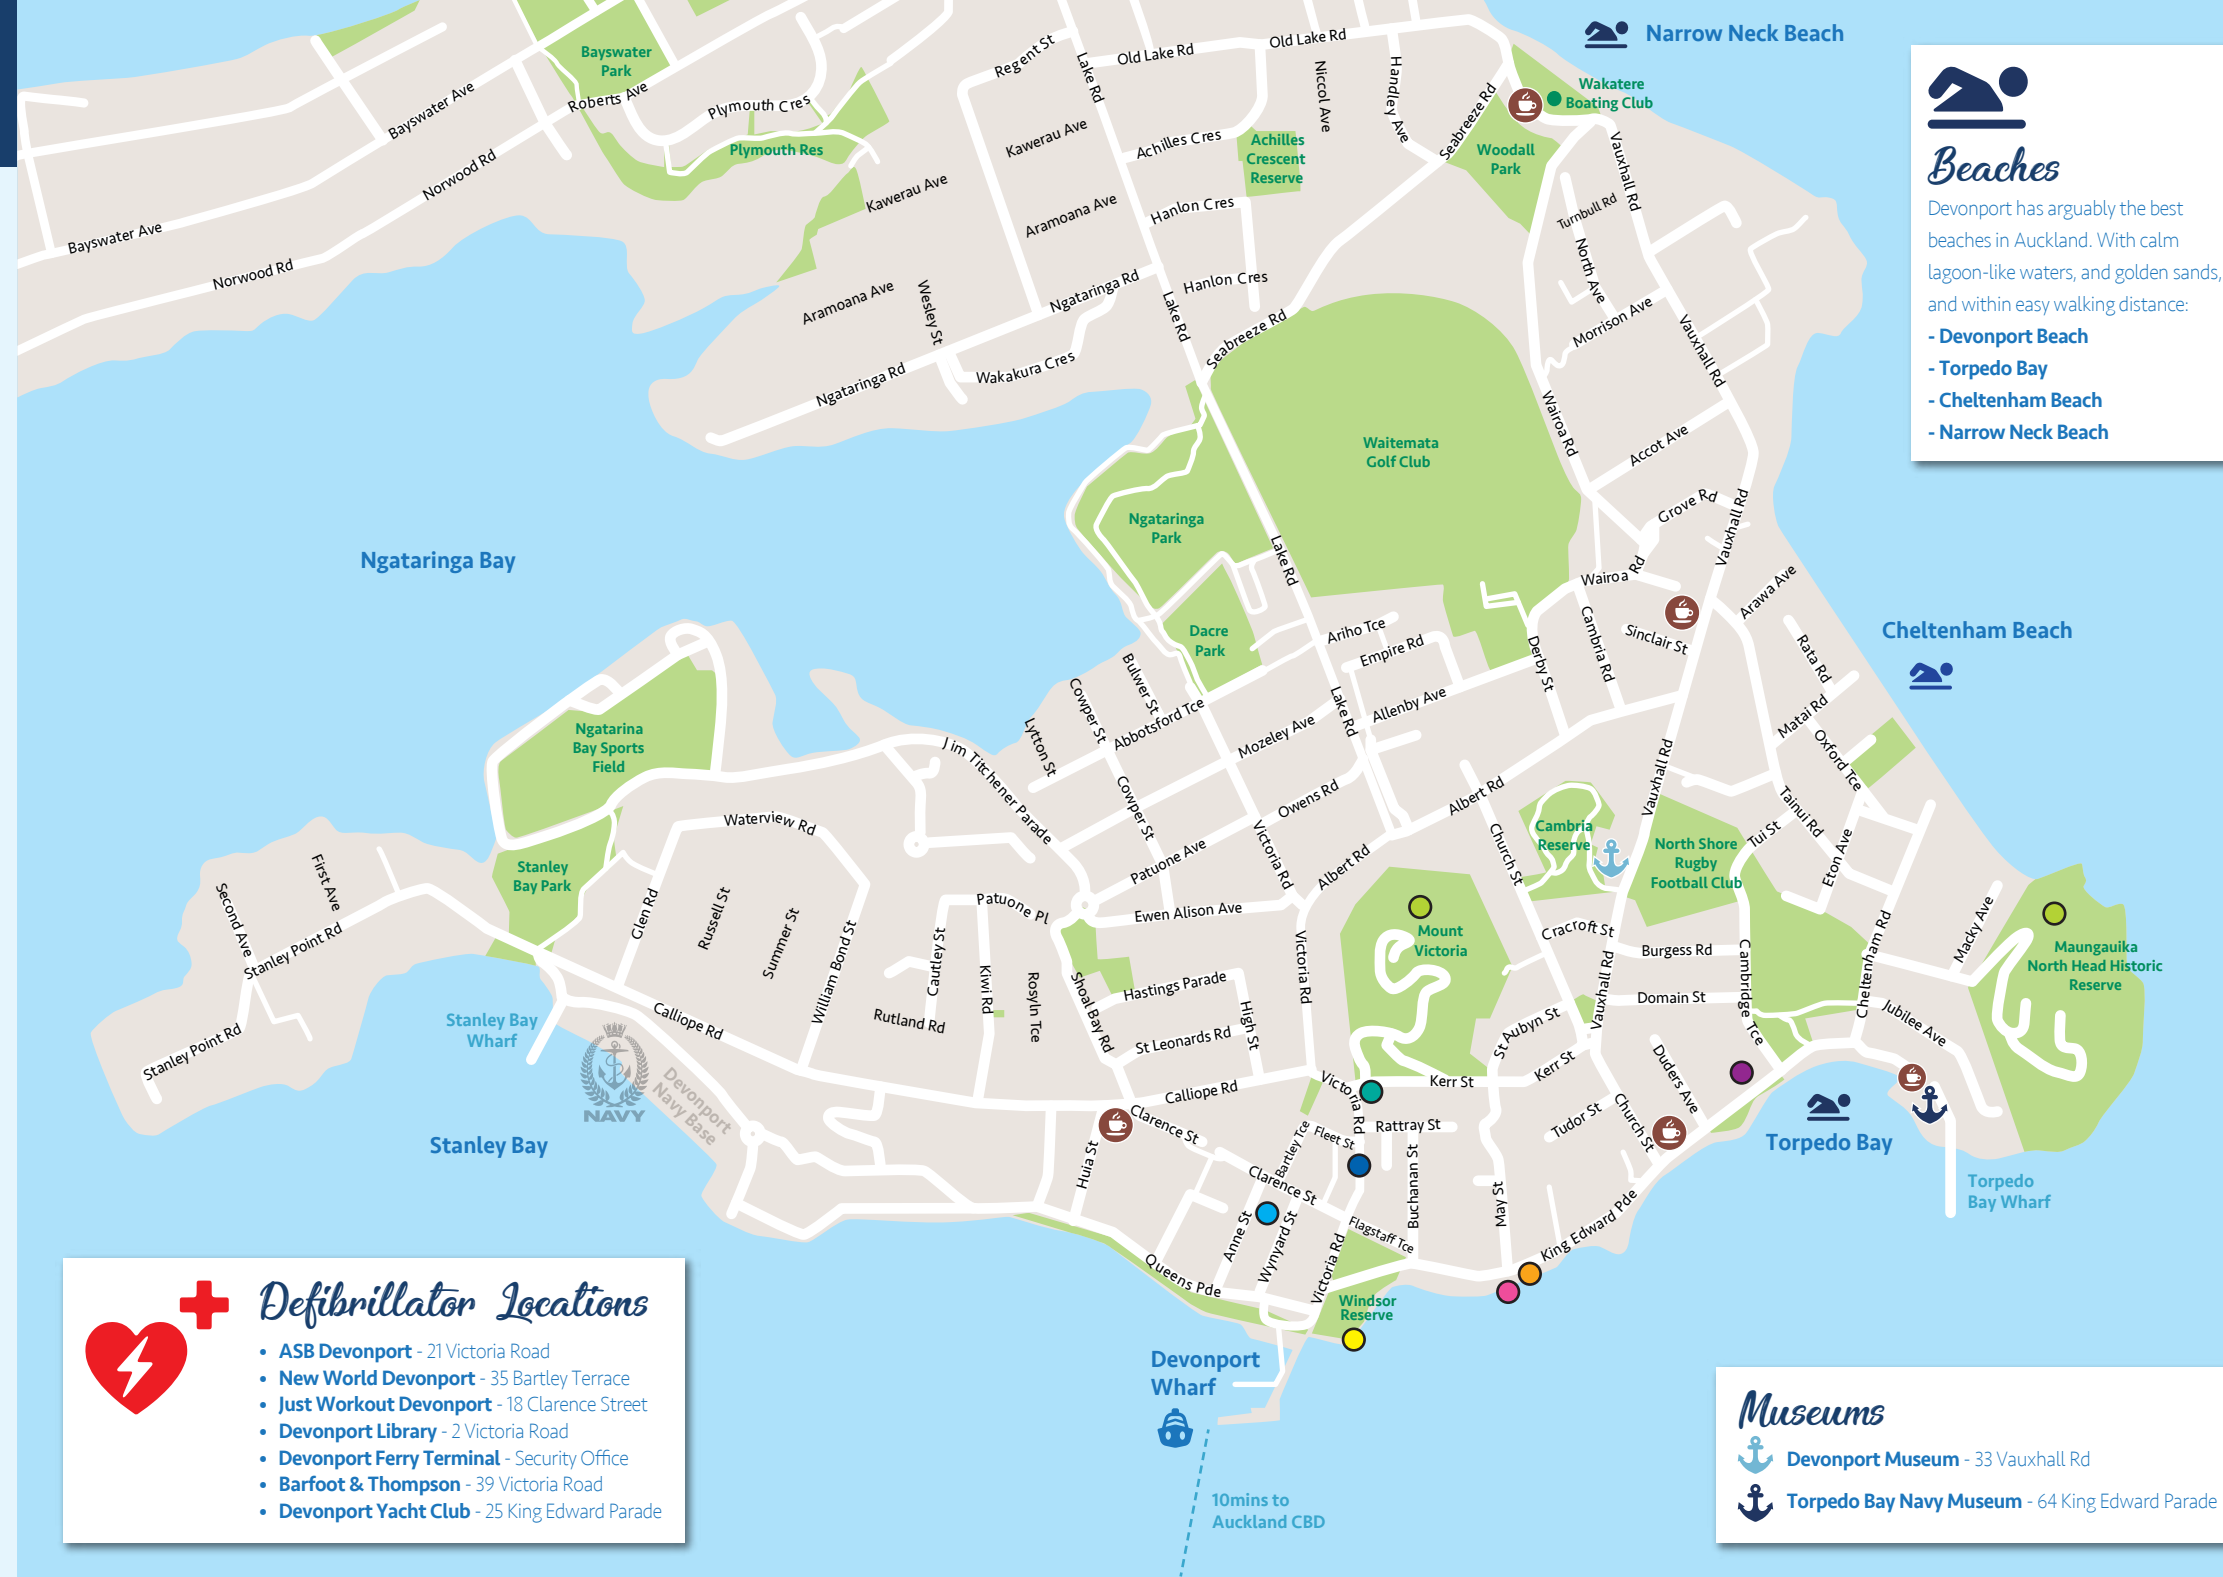 Narrow Neck Beach
Bayswater
Park
Roberts Ave
Bayswater Ave
Plymouth Cres
Plymouth Res
Norwood Rd
Bayswater Ave
Norwood Rd
Regent St
Lake Rd
Old Lake Rd
Old Lake Rd
Niccol Ave
Handley Ave
Seabreeze Rd
Wakatere
Boating Club
Woodall
Park
Vauxhall Rd
Kawerau Ave
Achilles Cres
Achilles
Crescent
Reserve
Kawerau Ave
Aramoana Ave
Hanlon Cres
Turnbull Rd
North Ave
Aramoana Ave
Wesley St
Ngataringa Rd
Hanlon Cres
Lake Rd
Seabreeze Rd
Morrison Ave
Vauxhall Rd
Wakakura Cres
Ngataringa Rd
Wairoa Rd
Waitemata
Golf Club
Accot Ave
Grove Rd
Vauxhall Rd
Ngataringa
Park
Ngataringa Bay
Lake Rd
Wairoa Rd
Arawa Ave
Cambria Rd
Sinclair St
Cheltenham Beach
Dacre
Park
Ariho Tce
Empire Rd
Derby St
Rata Rd
Bulwer St
Cowper St
Abbotsford Tce
Lytton St
Lake Rd
Allenby Ave
Mozeley Ave
Matai Rd
Oxford Tce
Ngatarina
Bay Sports
Field
Jim Titchener Parade
Cowper St
Owens Rd
Albert Rd
Vauxhall Rd
Tainui Rd
Tui St
Waterview Rd
Patuone Ave
Victoria Rd
Albert Rd
Church St
Cambria
Reserve
North Shore
Rugby
Football Club
Eton Ave
Stanley
Bay Park
First Ave
Second Ave
Stanley Point Rd
Glen Rd
Russell St
Summer St
William Bond St
Patuone Pl
Ewen Alison Ave
Mount
Victoria
Cracroft St
Burgess Rd
Cambridge Tce
Cheltenham Rd
Macky Ave
Maungauika
North Head Historic
Reserve
Cautley St
Kiwi Rd
Rosyln Tce
Shoal Bay Rd
Hastings Parade
Victoria Rd
High St
Vauxhall Rd
Domain St
Jubilee Ave
Stanley Bay
Wharf
Calliope Rd
Rutland Rd
St Leonards Rd
St Aubyn St
Kerr St
Stanley Point Rd
NAVY
Devonport
Navy Base
Calliope Rd
Victoria Rd
Kerr St
Duders Ave
Stanley Bay
Clarence St
Huia St
Bartley Tce
Fleet St
Rattray St
Tudor St
Church St
Torpedo Bay
Clarence St
Buchanan St
May St
Torpedo
Bay Wharf
Anne St
Wynyard St
Flagstaff Tce
King Edward Pde
Queens Pde
Victoria Rd
Windsor
Reserve
Devonport
Wharf
10mins to
Auckland CBD
Beaches
Devonport has arguably the best
beaches in Auckland. With calm
lagoon-like waters, and golden sands,
and within easy walking distance:
- Devonport Beach
- Torpedo Bay
- Cheltenham Beach
- Narrow Neck Beach
Defibrillator Locations
• ASB Devonport - 21 Victoria Road
• New World Devonport - 35 Bartley Terrace
• Just Workout Devonport - 18 Clarence Street
• Devonport Library - 2 Victoria Road
• Devonport Ferry Terminal - Security Office
• Barfoot & Thompson - 39 Victoria Road
• Devonport Yacht Club - 25 King Edward Parade
Museums
Devonport Museum - 33 Vauxhall Rd
Torpedo Bay Navy Museum - 64 King Edward Parade